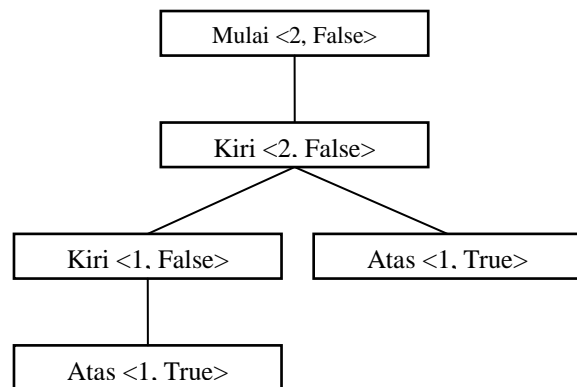 Mulai <2, False>
Kiri <2, False>
Kiri <1, False>
Atas <1, True>
Atas <1, True>